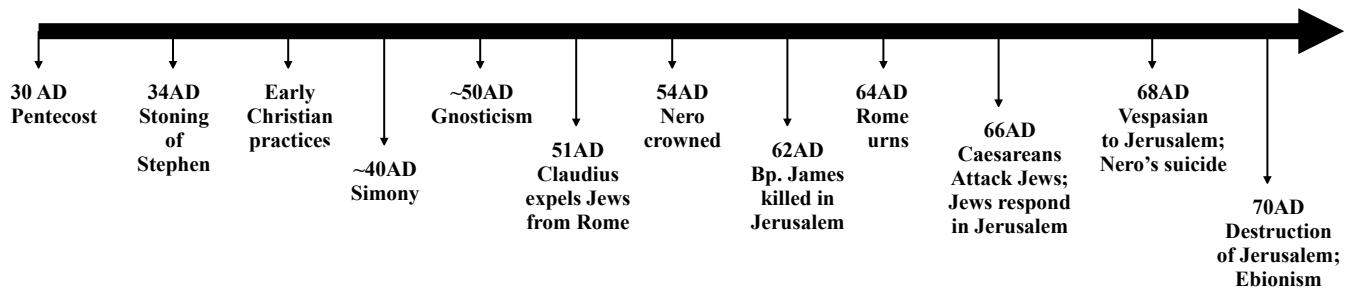 30 AD
Pentecost
34AD
Stoning
of
Stephen
Early
Christian
practices
~40AD
Simony
~50AD
Gnosticism
51AD
Claudius
expels Jews
from Rome
54AD
Nero
crowned
62AD
Bp. James
killed in
Jerusalem
64AD
Rome
urns
66AD
Caesareans
Attack Jews;
Jews respond
in Jerusalem
68AD
Vespasian
to Jerusalem;
Nero’s suicide
70AD
Destruction
of Jerusalem;
Ebionism